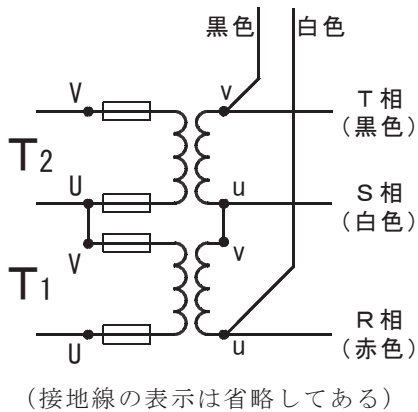 黒色 白色
V v T相
(黒色)
T2
U u S相
(白色)
V v
T1
U u R相
(赤色)
(接地線の表示は省略してある)